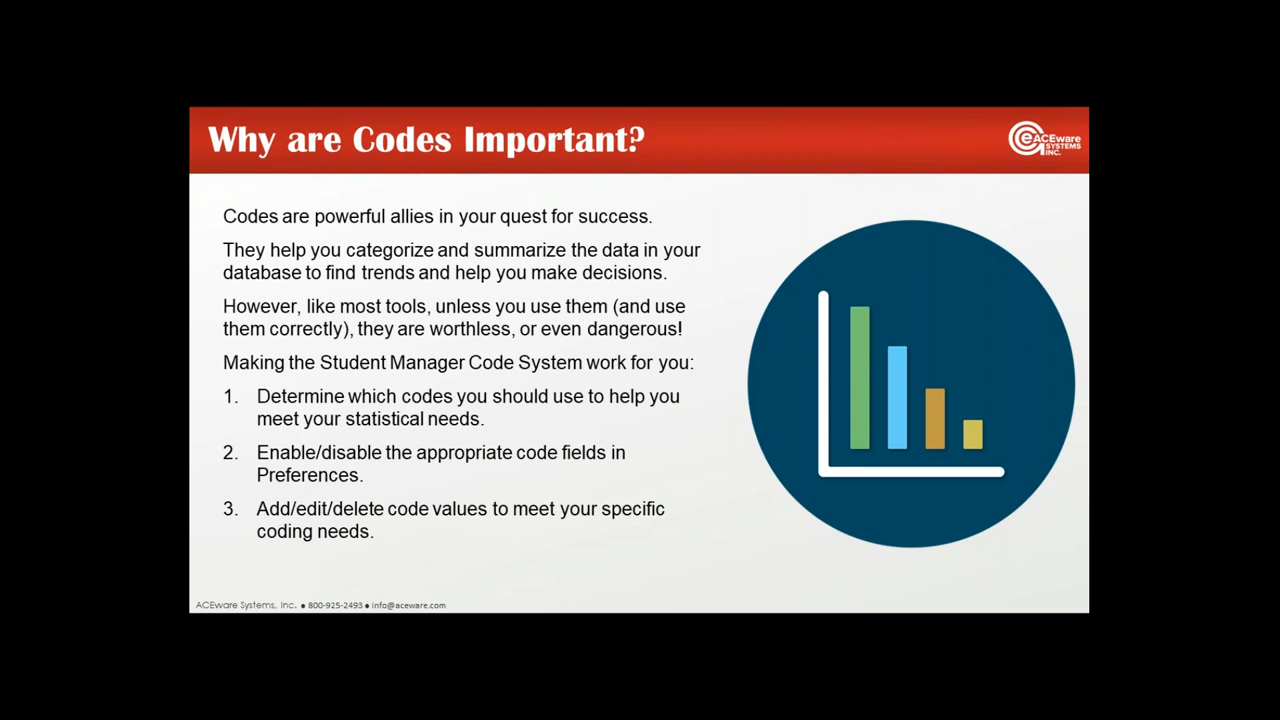 Why are Codes Important?
ACEware
SYSTEMS
INC.
Codes are powerful allies in your quest for success.
They help you categorize and summarize the data in your
database to find trends and help you make decisions.
However, like most tools, unless you use them (and use
them correctly), they are worthless, or even dangerous!
Making the Student Manager Code System work for you:
1. Determine which codes you should use to help you
meet your statistical needs.
2. Enable/disable the appropriate code fields in
Preferences.
3. Add/edit/delete code values to meet your specific
coding needs.
ACEware Systems, Inc. ● 800-925-2493 ● info@aceware.com